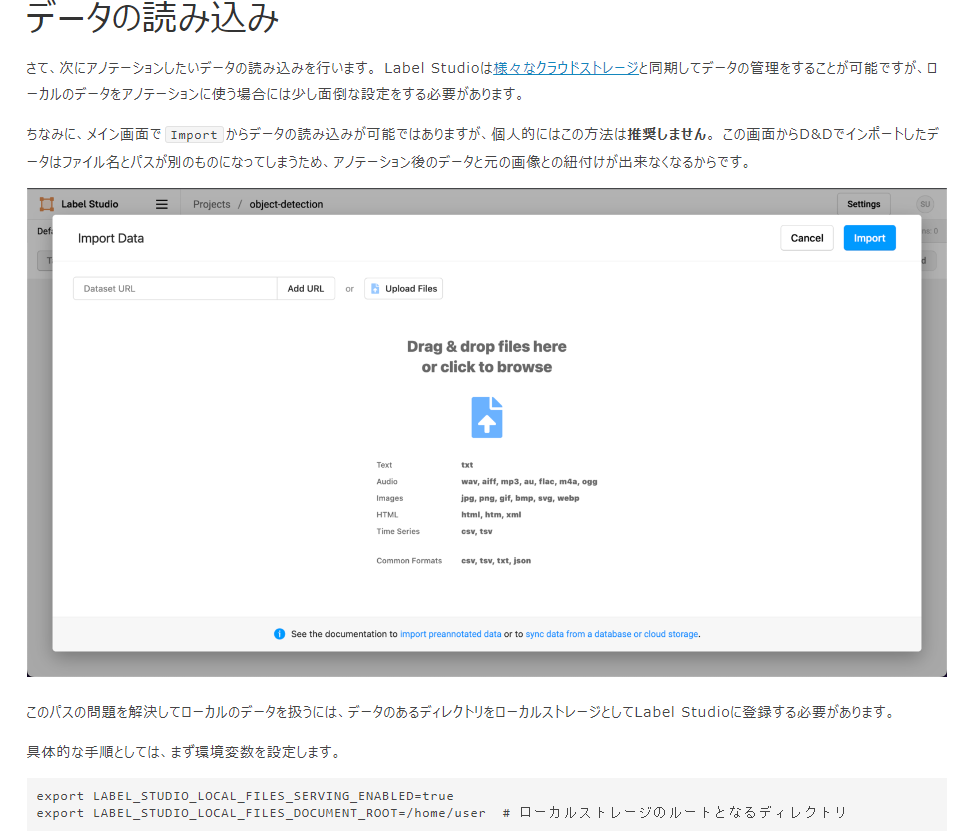 データの読み込み
さて、次にアノテーションしたいデータの読み込みを行います。 Label Studioは様々なクラウドストレージと同期してデータの管理をすることが可能ですが、ロ
ーカルのデータをアノテーションに使う場合には少し面倒な設定をする必要があります。
ちなみに、メイン画面で Import からデータの読み込みが可能ではありますが、個人的にはこの方法は推奨しません。 この画面からD&Dでインポートしたデ
ータはファイル名とパスが別のものになってしまうため、アノテーション後のデータと元の画像との紐付けが出来なくなるからです。
Label Studio Projects / object-detection Settings SU
Import Data Cancel Import
Dataset URL Add URL or Upload Files
Drag & drop files here
or click to browse
Text txt
Audio wav, aiff, mp3, au, flac, m4a, ogg
Images jpg, png, gif, bmp, svg, webp
HTML html, htm, xml
Time Series csv, tsv
Common Formats csv, tsv, txt, json
See the documentation to import preannotated data or to sync data from a database or cloud storage.
このパスの問題を解決してローカルのデータを扱うには、データのあるディレクトリをローカルストレージとしてLabel Studioに登録する必要があります。
具体的な手順としては、まず環境変数を設定します。
export LABEL_STUDIO_LOCAL_FILES_SERVING_ENABLED=true
export LABEL_STUDIO_LOCAL_FILES_DOCUMENT_ROOT=/home/user # ローカルストレージのルートとなるディレクトリ